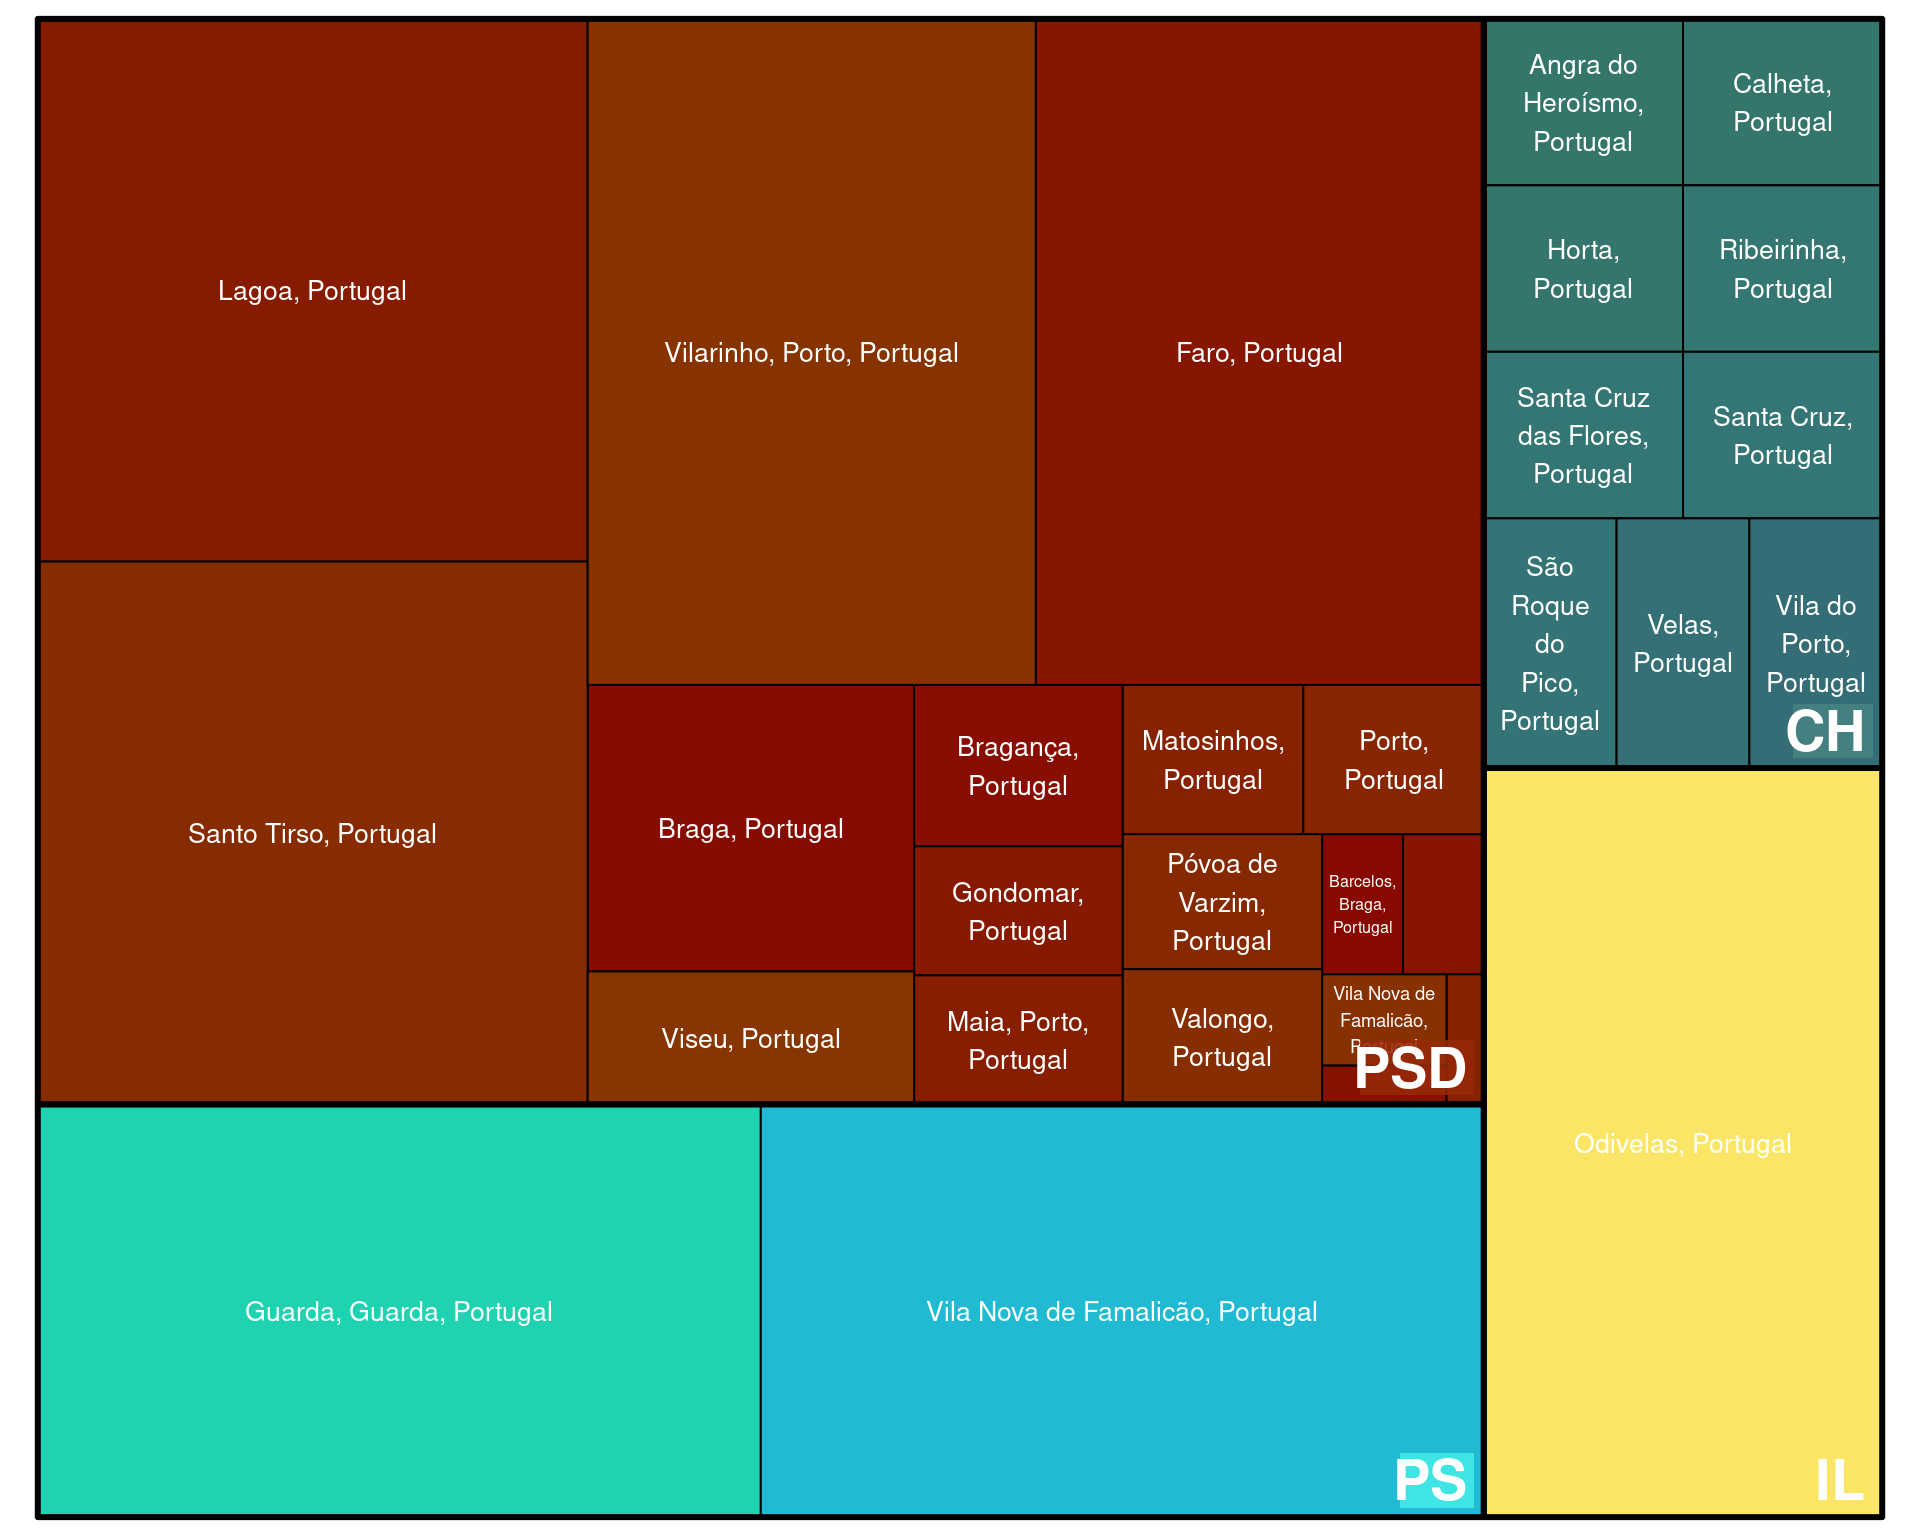 Lagoa, Portugal
Vilarinho, Porto, Portugal
Faro, Portugal
Santo Tirso, Portugal
Braga, Portugal
Viseu, Portugal
Bragança,
Portugal
Gondomar,
Portugal
Maia, Porto,
Portugal
Matosinhos,
Portugal
Porto,
Portugal
Póvoa de
Varzim,
Portugal
Valongo,
Portugal
Barcelos,
Braga,
Portugal
Vila Nova de
Famalicão,
Portugal
PSD
Guarda, Guarda, Portugal
Vila Nova de Famalicão, Portugal
PS
Angra do
Heroísmo,
Portugal
Calheta,
Portugal
Horta,
Portugal
Ribeirinha,
Portugal
Santa Cruz
das Flores,
Portugal
Santa Cruz,
Portugal
São
Roque
do
Pico,
Portugal
Velas,
Portugal
Vila do
Porto,
Portugal
CH
Odivelas, Portugal
IL